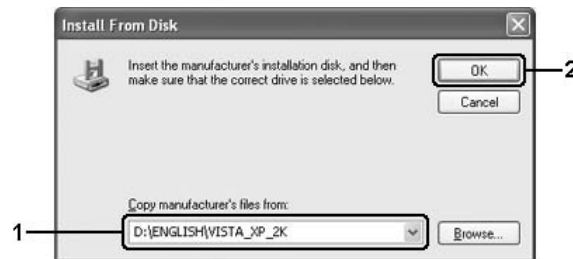 Install From Disk
Insert the manufacturer's installation disk, and then
make sure that the correct drive is selected below.
OK
2
Cancel
Copy manufacturer's files from:
1
D:\ENGLISH\VISTA_XP_2K
Browse...